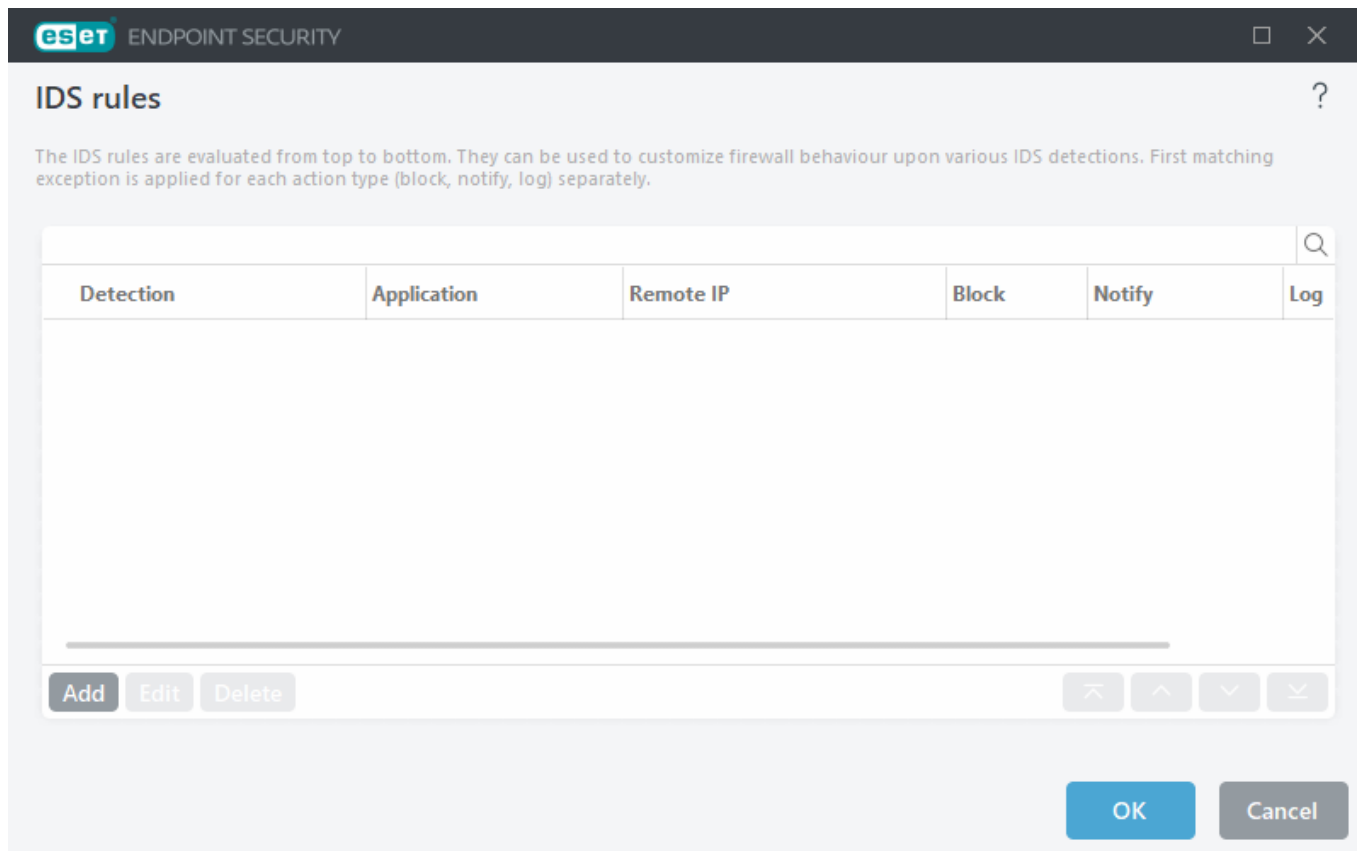 eset ENDPOINT SECURITY
IDS rules
?
The IDS rules are evaluated from top to bottom. They can be used to customize firewall behaviour upon various IDS detections. First matching
exception is applied for each action type (block, notify, log) separately.
Detection Application Remote IP Block Notify Log
Add Edit Delete
OK Cancel